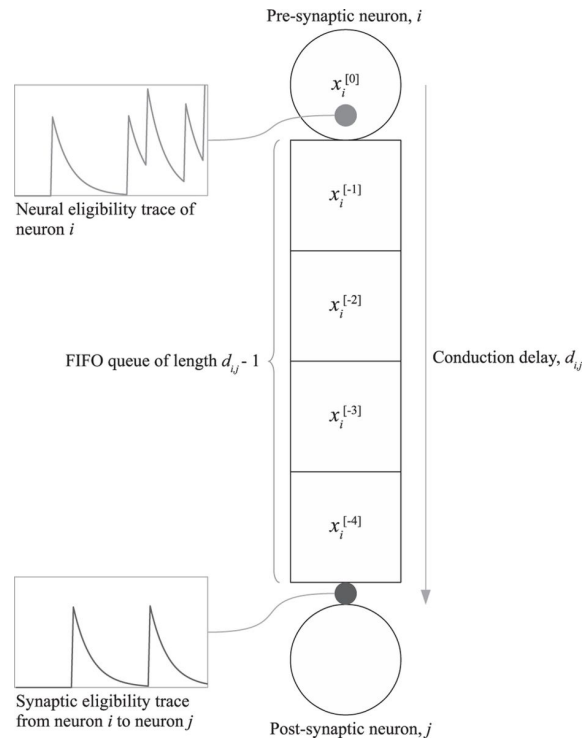 Pre-synaptic neuron, i
x_i^[0]
Neural eligibility trace of
neuron i
x_i^[-1]
x_i^[-2]
FIFO queue of length d_i,j - 1
Conduction delay, d_i,j
x_i^[-3]
x_i^[-4]
Synaptic eligibility trace
from neuron i to neuron j
Post-synaptic neuron, j